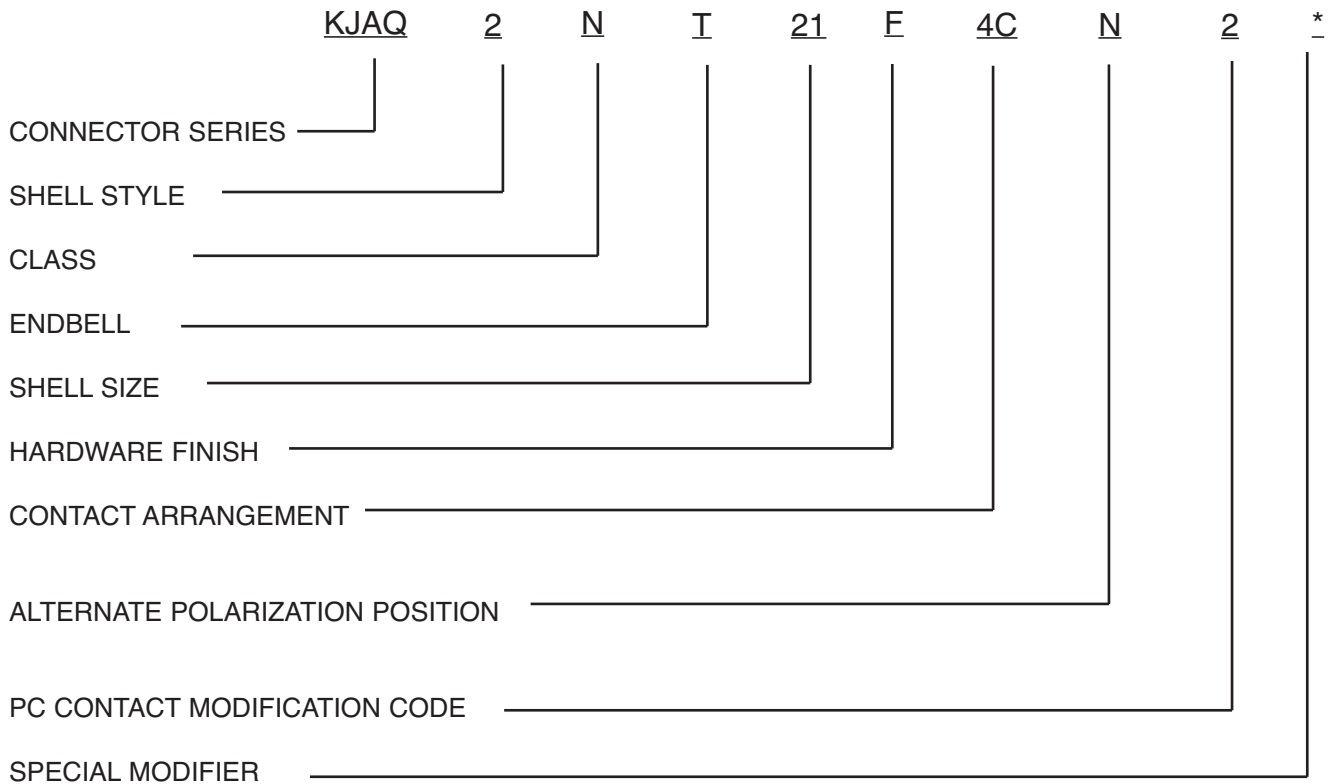 KJAQ 2 N T 21 F 4C N 2 *
CONNECTOR SERIES
SHELL STYLE
CLASS
ENDBELL
SHELL SIZE
HARDWARE FINISH
CONTACT ARRANGEMENT
ALTERNATE POLARIZATION POSITION
PC CONTACT MODIFICATION CODE
SPECIAL MODIFIER